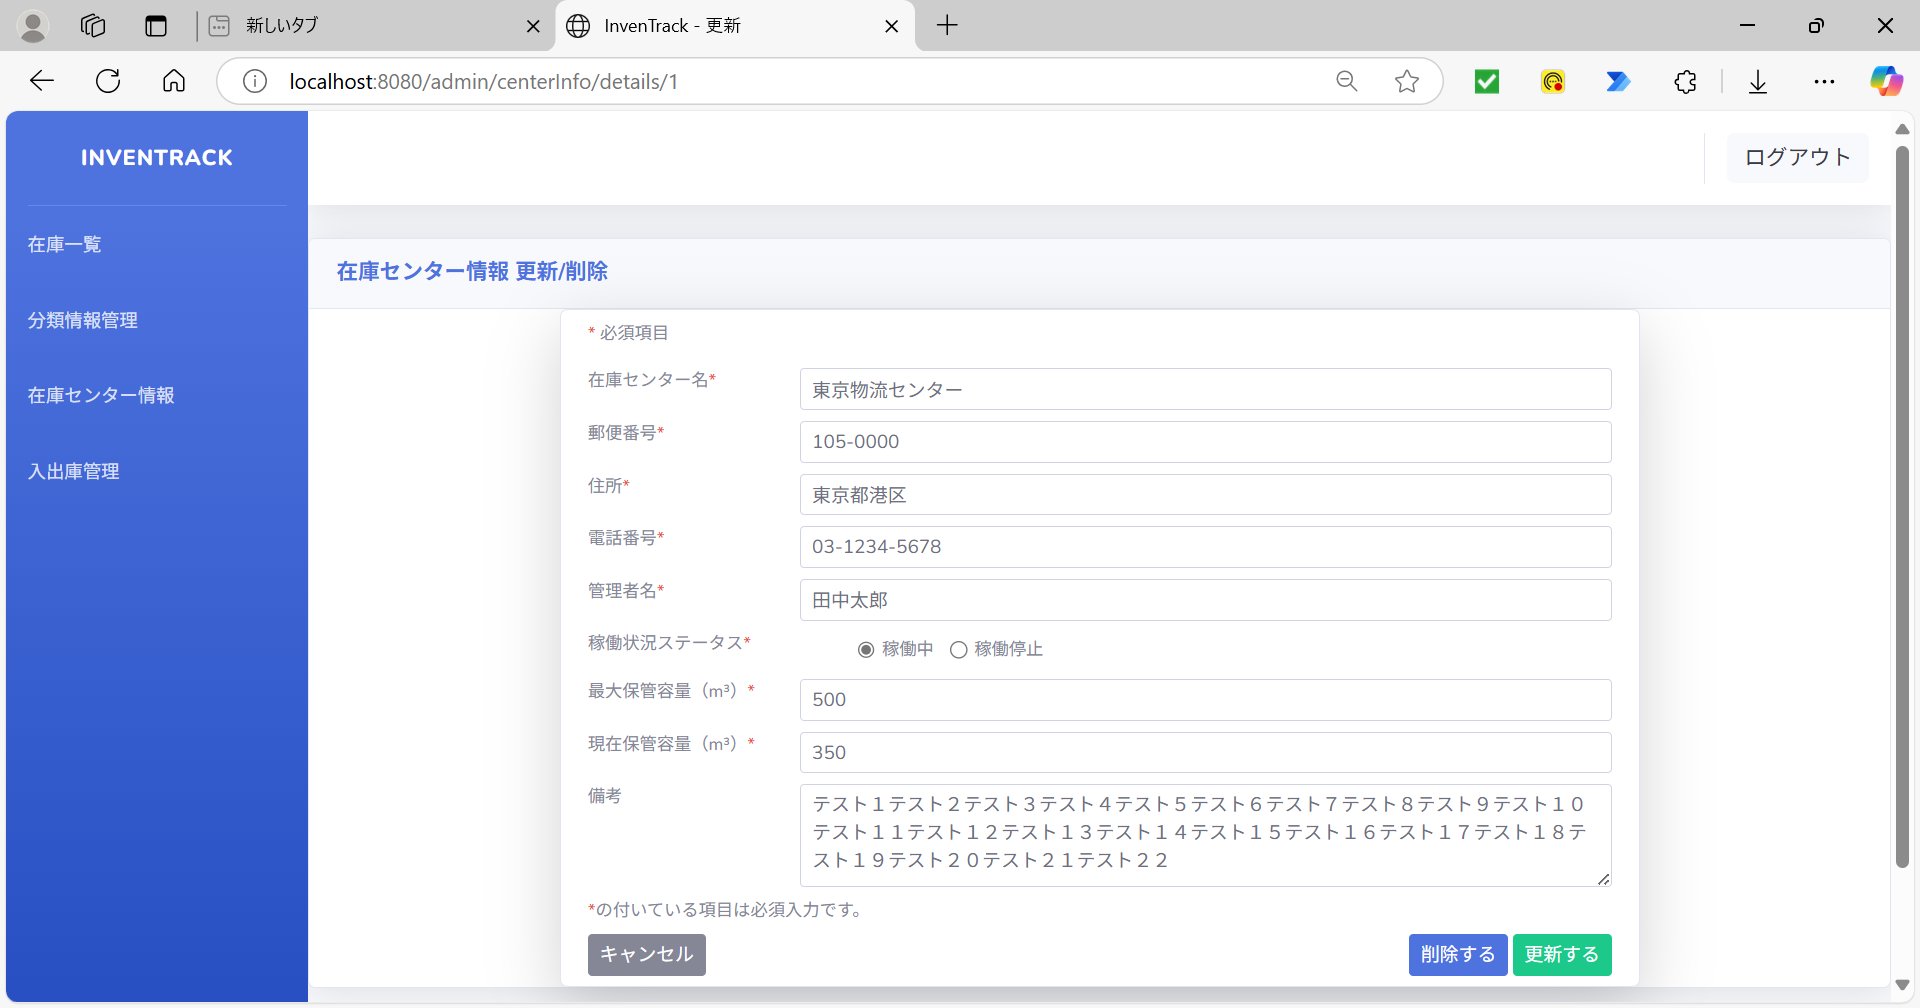 新しいタブ
InvenTrack - 更新
localhost:8080/admin/centerInfo/details/1
INVENTRACK
ログアウト
在庫一覧
分類情報管理
在庫センター情報
入出庫管理
在庫センター情報 更新/削除
* 必須項目
在庫センター名*
東京物流センター
郵便番号*
105-0000
住所*
東京都港区
電話番号*
03-1234-5678
管理者名*
田中太郎
稼働状況ステータス*
稼働中 稼働停止
最大保管容量（m³）*
500
現在保管容量（m³）*
350
備考
テスト１テスト２テスト３テスト４テスト５テスト６テスト７テスト８テスト９テスト１０
テスト１１テスト１２テスト１３テスト１４テスト１５テスト１６テスト１７テスト１８テ
スト１９テスト２０テスト２１テスト２２
*の付いている項目は必須入力です。
キャンセル 削除する 更新する